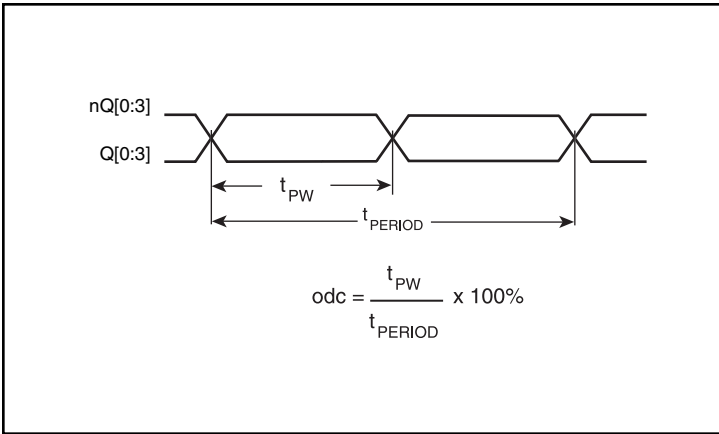 nQ[0:3]
Q[0:3]
tPW
tPERIOD
odc = tPW / tPERIOD x 100%